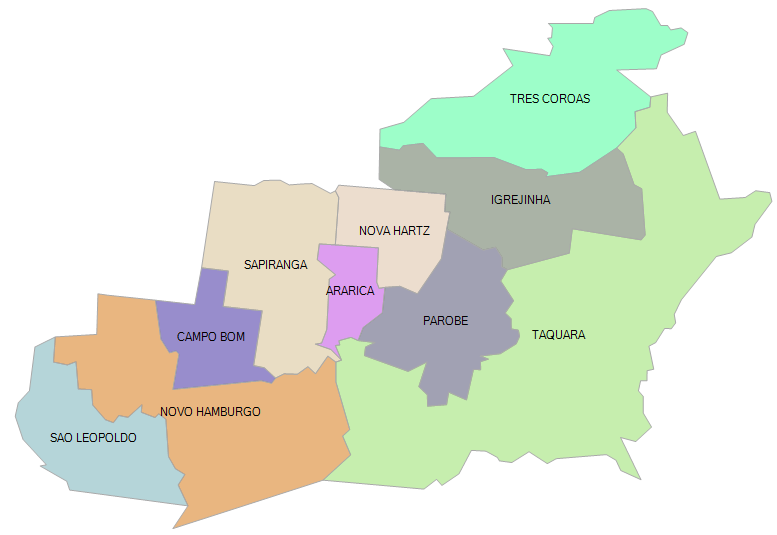 TRES COROAS
IGREJINHA
NOVA HARTZ
SAPIRANGA
ARARICA
PAROBE
TAQUARA
CAMPO BOM
NOVO HAMBURGO
SAO LEOPOLDO